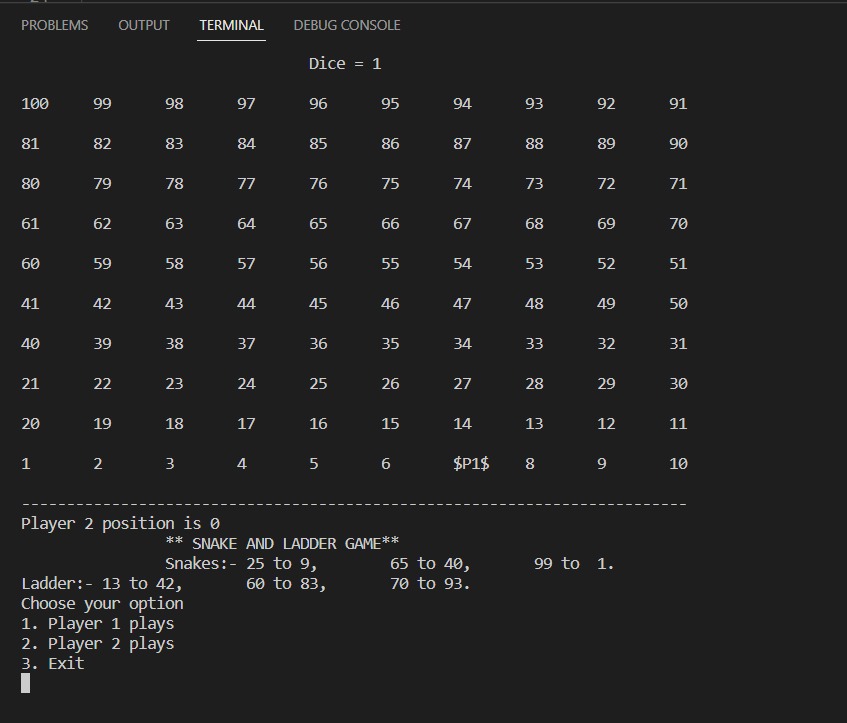 PROBLEMS OUTPUT TERMINAL DEBUG CONSOLE
Dice = 1
100 99 98 97 96 95 94 93 92 91
81 82 83 84 85 86 87 88 89 90
80 79 78 77 76 75 74 73 72 71
61 62 63 64 65 66 67 68 69 70
60 59 58 57 56 55 54 53 52 51
41 42 43 44 45 46 47 48 49 50
40 39 38 37 36 35 34 33 32 31
21 22 23 24 25 26 27 28 29 30
20 19 18 17 16 15 14 13 12 11
1 2 3 4 5 6 $P1$ 8 9 10
--------------------------------------------------------------------------
Player 2 position is 0
** SNAKE AND LADDER GAME**
Snakes:- 25 to 9, 65 to 40, 99 to 1.
Ladder:- 13 to 42, 60 to 83, 70 to 93.
Choose your option
1. Player 1 plays
2. Player 2 plays
3. Exit